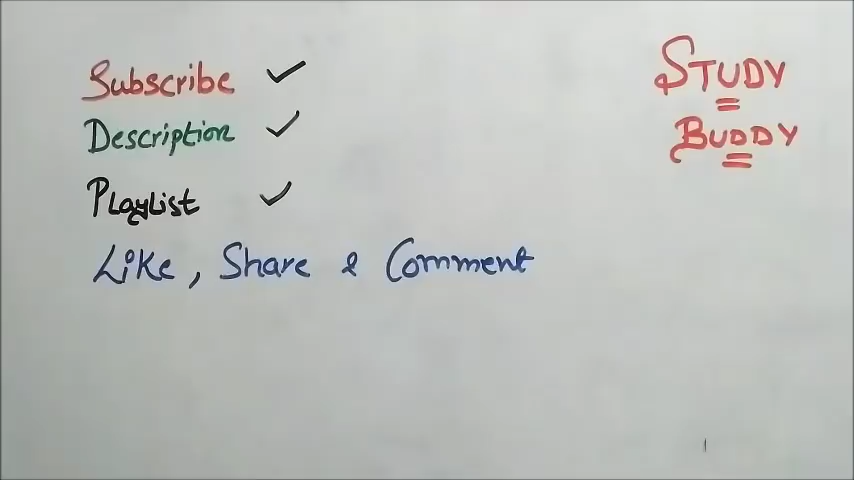 Subscribe ✓
Description ✓
Playlist ✓
Like, Share & Comment
STUDY
BUDDY